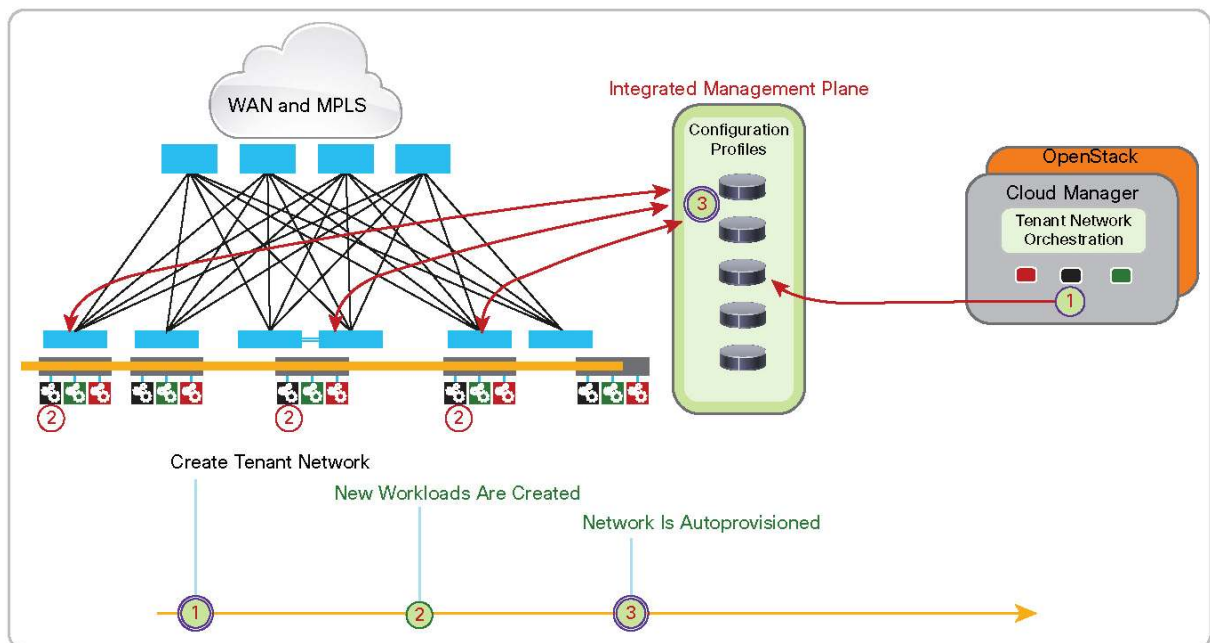 WAN and MPLS
Integrated Management Plane
Configuration
Profiles
3
OpenStack
Cloud Manager
Tenant Network
Orchestration
1
2
2
2
Create Tenant Network
New Workloads Are Created
Network Is Autoprovisioned
1
2
3